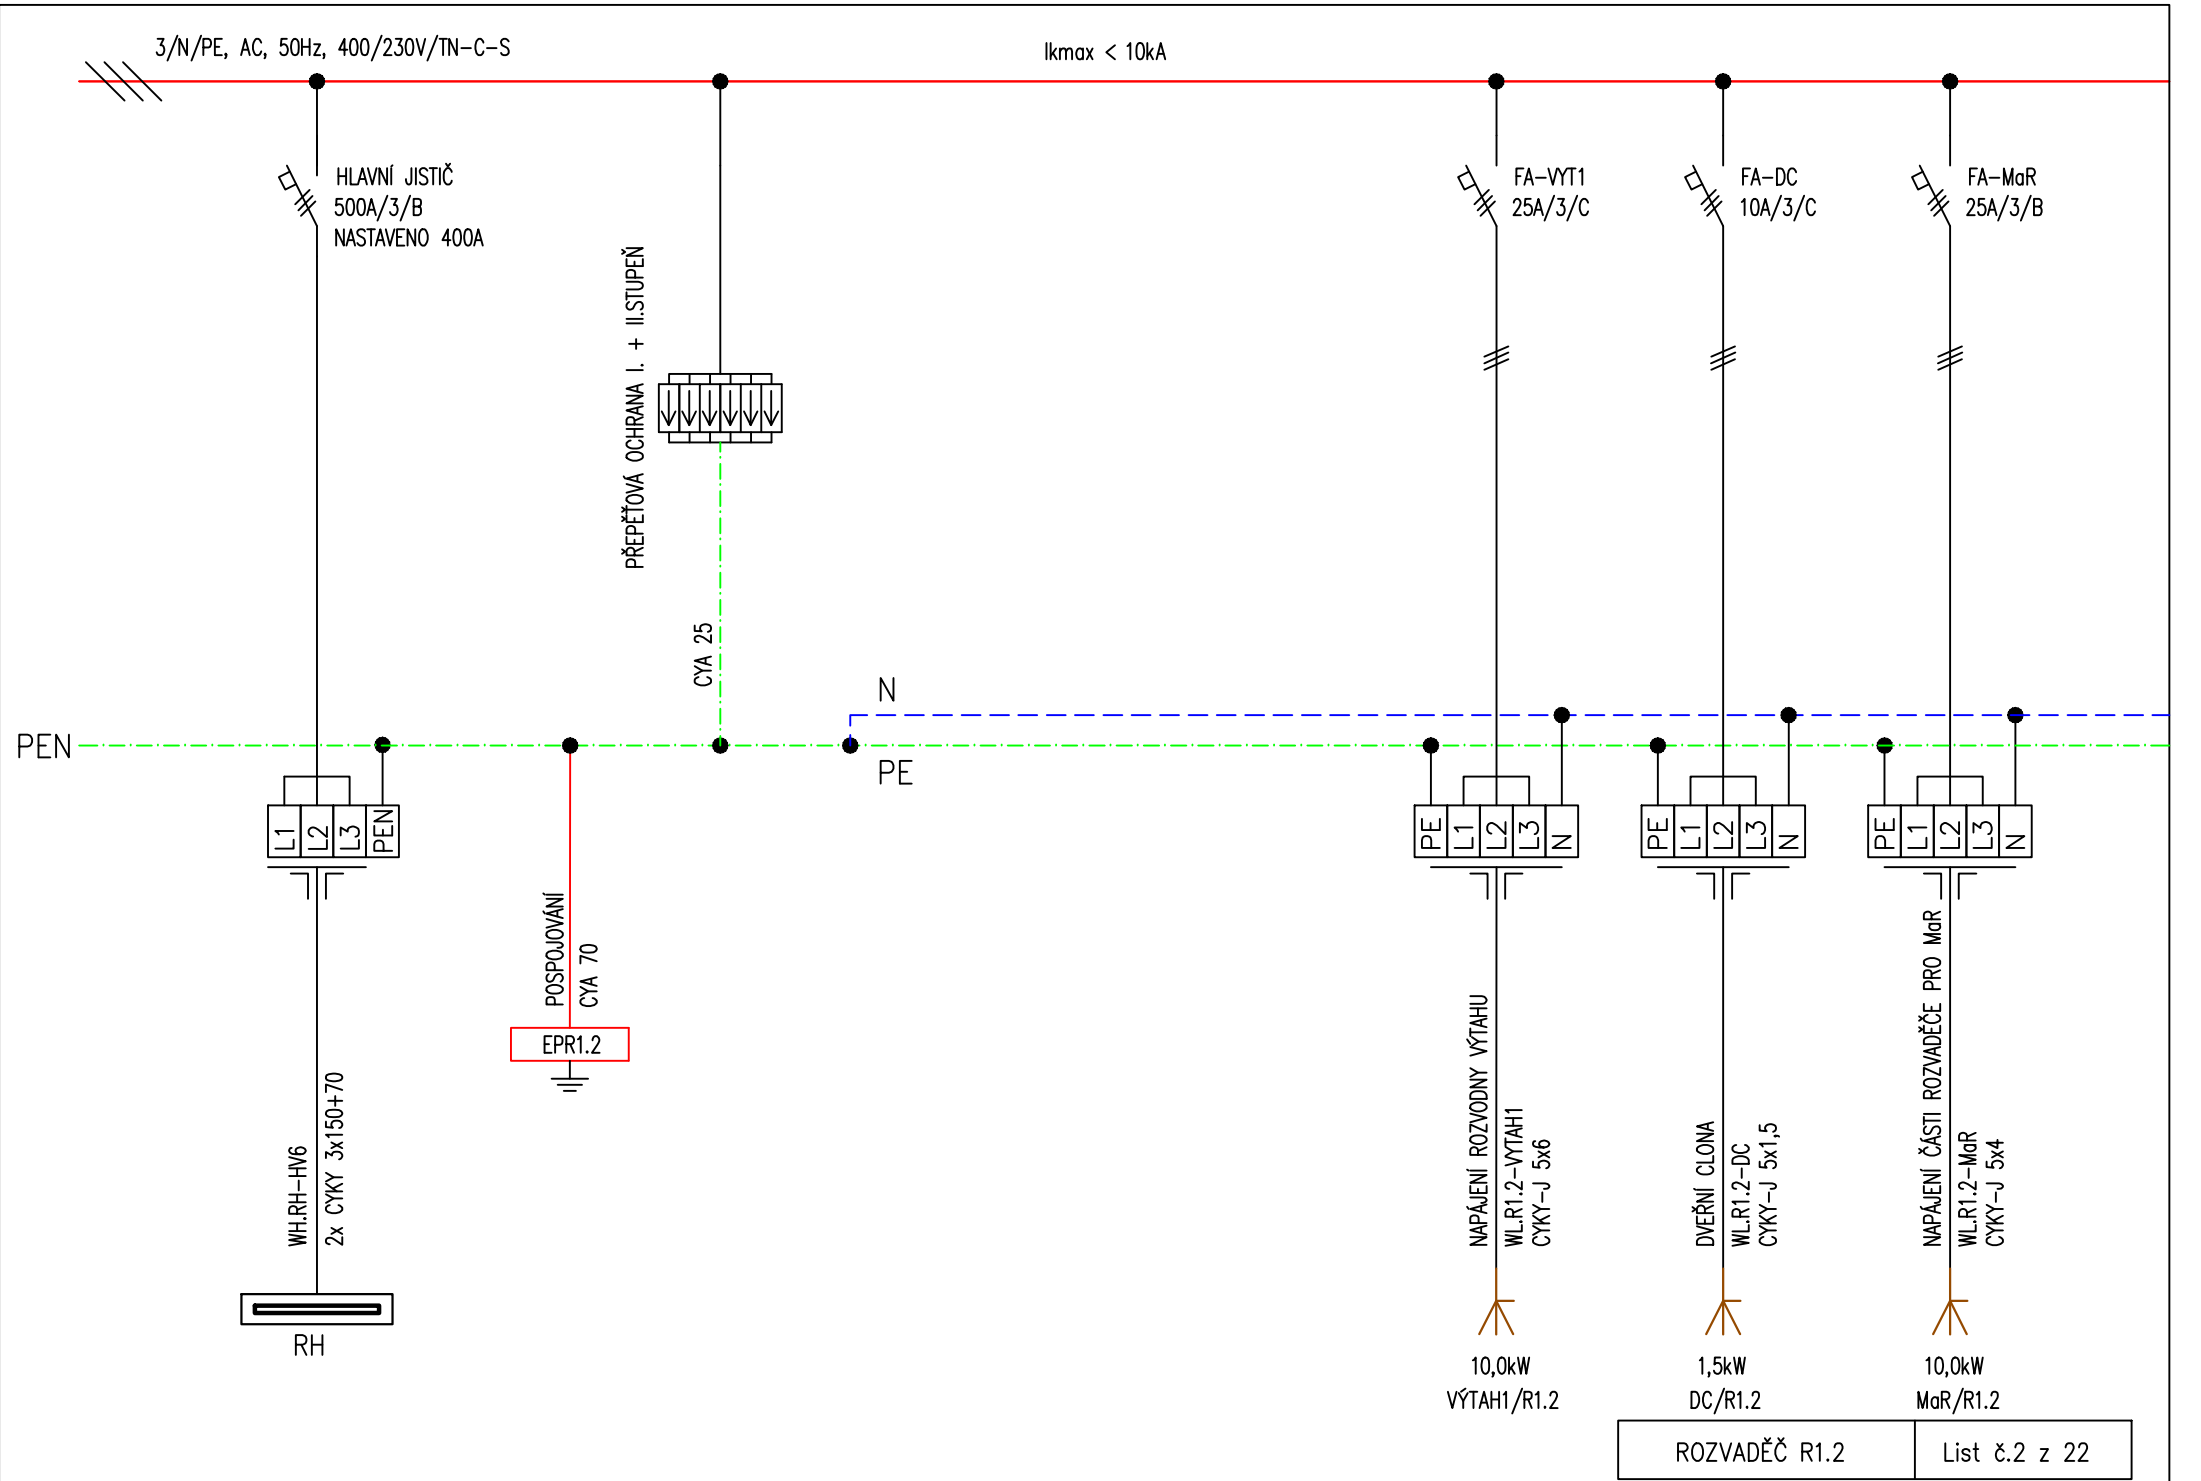 3/N/PE, AC, 50Hz, 400/230V/TN-C-S
Ikmax < 10kA
HLAVNÍ JISTIČ
500A/3/B
NASTAVENO 400A
FA-VYT1
25A/3/C
FA-DC
10A/3/C
FA-MaR
25A/3/B
PŘEPĚŤOVÁ OCHRANA I. + II.STUPEŇ
CYA 25
N
PEN
PE
L1 L2 L3 PEN
PE L1 L2 L3 N
PE L1 L2 L3 N
PE L1 L2 L3 N
POSPOJOVÁNÍ
CYA 70
EPR1.2
WH.RH-HV6
2x CYKY 3x150+70
RH
NAPÁJENÍ ROZVODNY VÝTAHU
WL.R1.2-VYTAH1
CYKY-J 5x6
DVEŘNÍ CLONA
WL.R1.2-DC
CYKY-J 5x1,5
NAPÁJENÍ ČÁSTI ROZVADĚČE PRO MaR
WL.R1.2-MaR
CYKY-J 5x4
10,0kW
VÝTAH1/R1.2
1,5kW
DC/R1.2
10,0kW
MaR/R1.2
ROZVADĚČ R1.2
List č.2 z 22